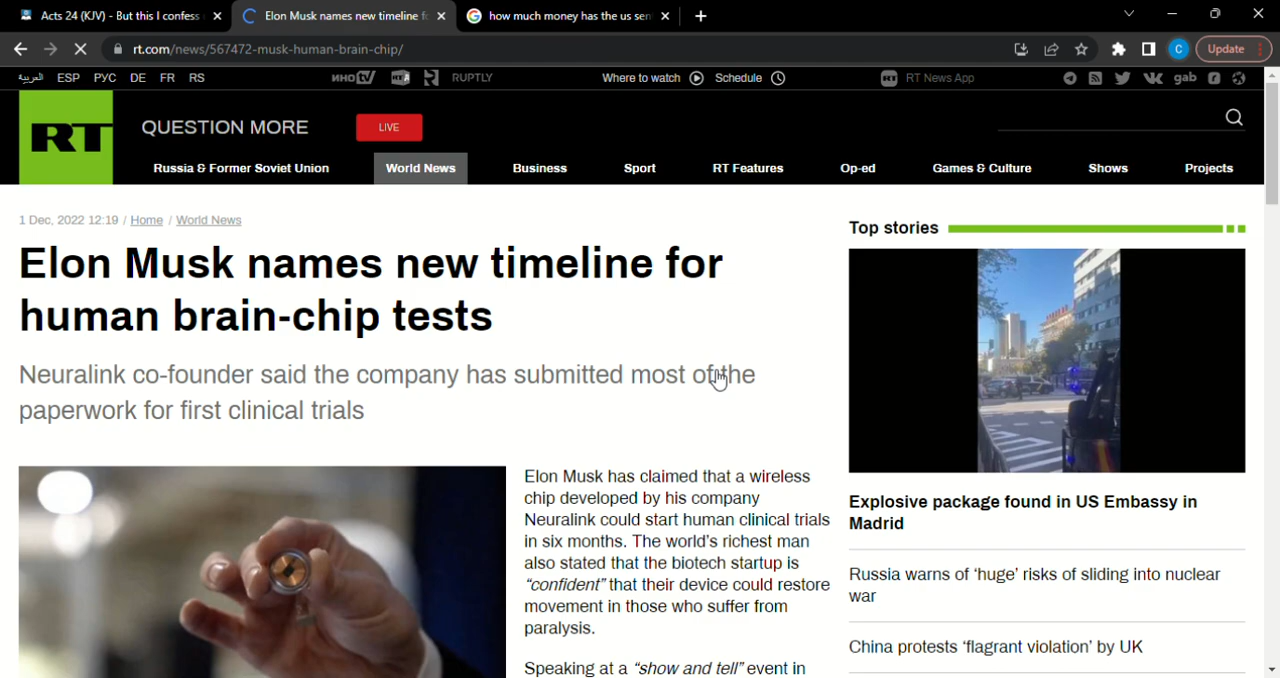 Acts 24 (KJV) - But this I confess
Elon Musk names new timeline fo
how much money has the us sen
rt.com/news/567472-musk-human-brain-chip/
C
Update
العربية ESP РУС DE FR RS
ИНОTV
RUPTLY
Where to watch
Schedule
RT News App
gab
RT
QUESTION MORE
LIVE
Russia & Former Soviet Union
World News
Business
Sport
RT Features
Op-ed
Games & Culture
Shows
Projects
1 Dec, 2022 12:19 / Home / World News
Elon Musk names new timeline for
human brain-chip tests
Neuralink co-founder said the company has submitted most of the
paperwork for first clinical trials
Elon Musk has claimed that a wireless
chip developed by his company
Neuralink could start human clinical trials
in six months. The world's richest man
also stated that the biotech startup is
“confident” that their device could restore
movement in those who suffer from
paralysis.
Speaking at a “show and tell” event in
Top stories
Explosive package found in US Embassy in
Madrid
Russia warns of ‘huge’ risks of sliding into nuclear
war
China protests ‘flagrant violation’ by UK